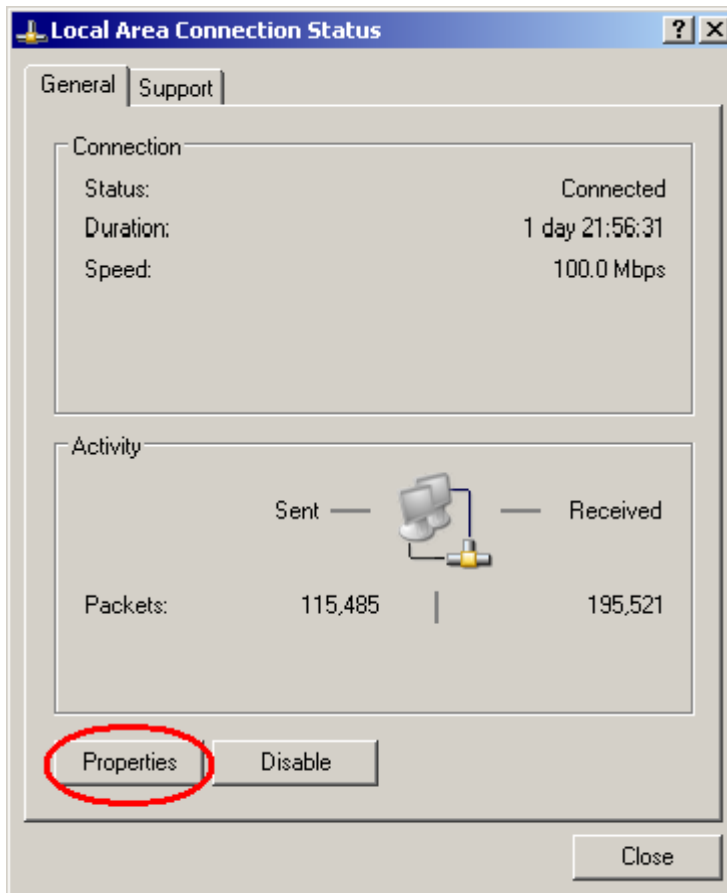 Local Area Connection Status
General Support
Connection
Status: Connected
Duration: 1 day 21:56:31
Speed: 100.0 Mbps
Activity
Sent Received
Packets: 115,485 195,521
Properties Disable
Close